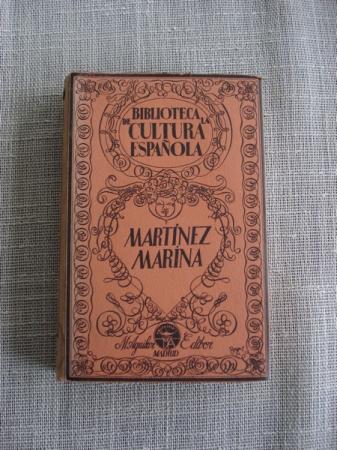 BIBLIOTECA
DE LA
CULTURA
ESPAÑOLA
MARTÍNEZ
MARINA
M. Aguilar Editor
MADRID